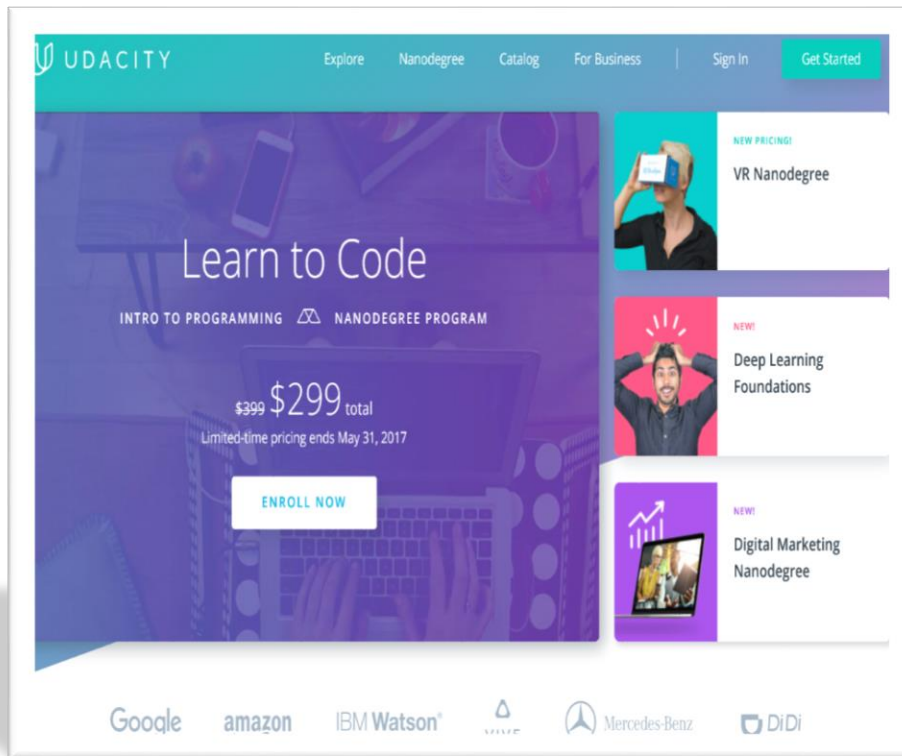 UDACITY
Explore Nanodegree Catalog For Business Sign In Get Started
Learn to Code
INTRO TO PROGRAMMING NANODEGREE PROGRAM
$399 $299 total
Limited-time pricing ends May 31, 2017
ENROLL NOW
NEW PRICING!
VR Nanodegree
NEW!
Deep Learning
Foundations
NEW!
Digital Marketing
Nanodegree
Google amazon IBM Watson® VIVE Mercedes-Benz DiDi